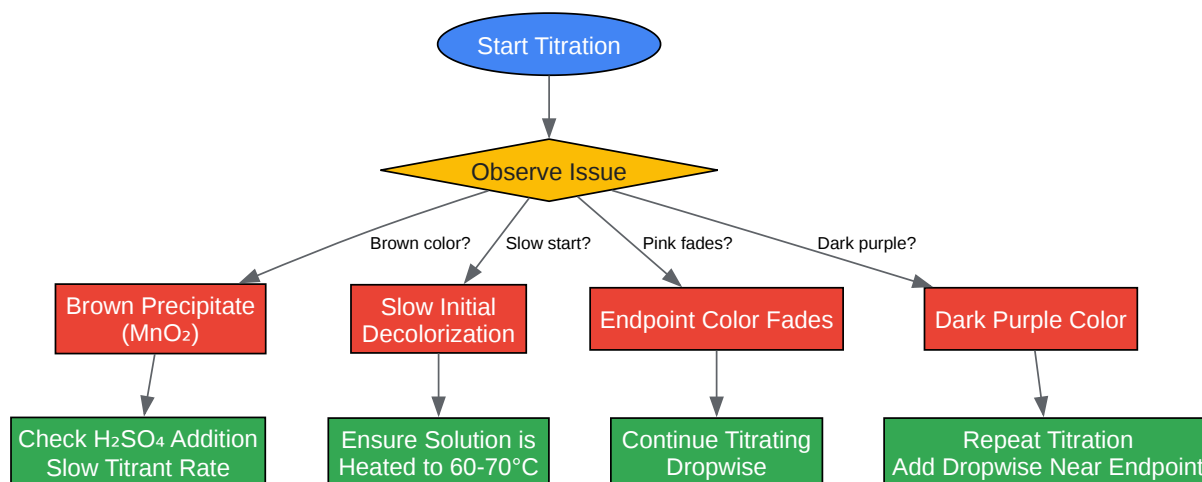 Start Titration
Observe Issue
Brown color?
Slow start?
Pink fades?
Dark purple?
Brown Precipitate
(MnO₂)
Slow Initial
Decolorization
Endpoint Color Fades
Dark Purple Color
Check H₂SO₄ Addition
Slow Titrant Rate
Ensure Solution is
Heated to 60-70°C
Continue Titrating
Dropwise
Repeat Titration
Add Dropwise Near Endpoint